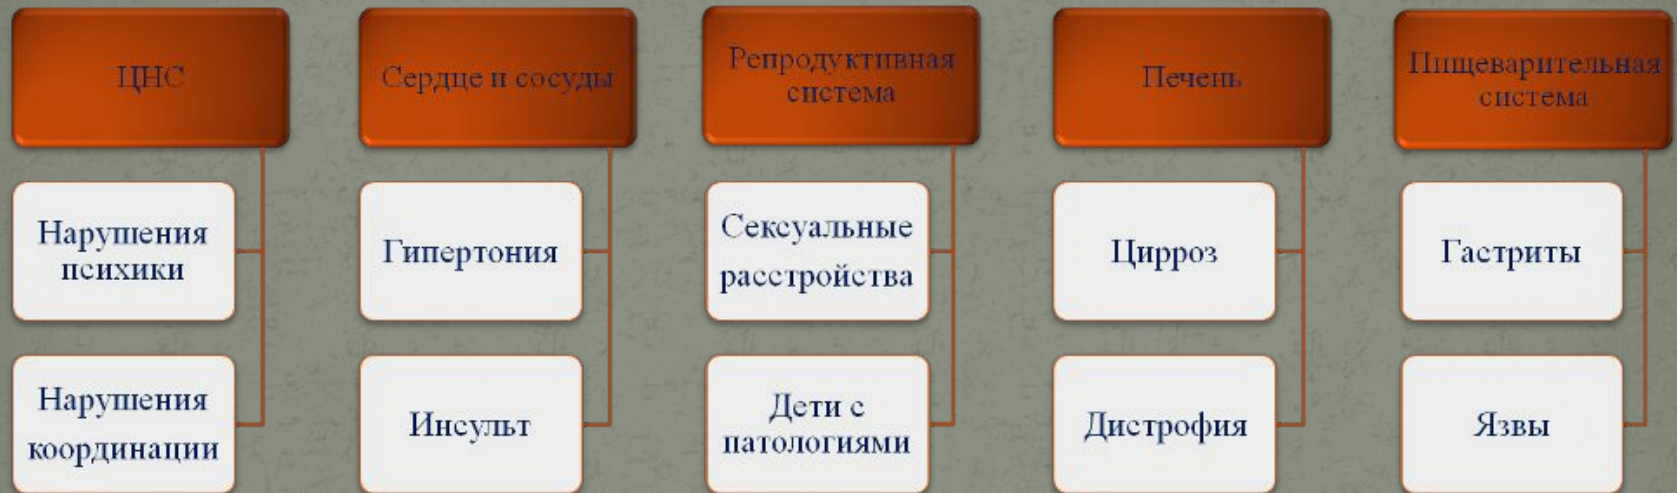 ЦНС
Нарушения
психики
Нарушения
координации
Сердце и сосуды
Гипертония
Инсульт
Репродуктивная
система
Сексуальные
расстройства
Дети с
патологиями
Печень
Цирроз
Дистрофия
Пищеварительная
система
Гастриты
Язвы